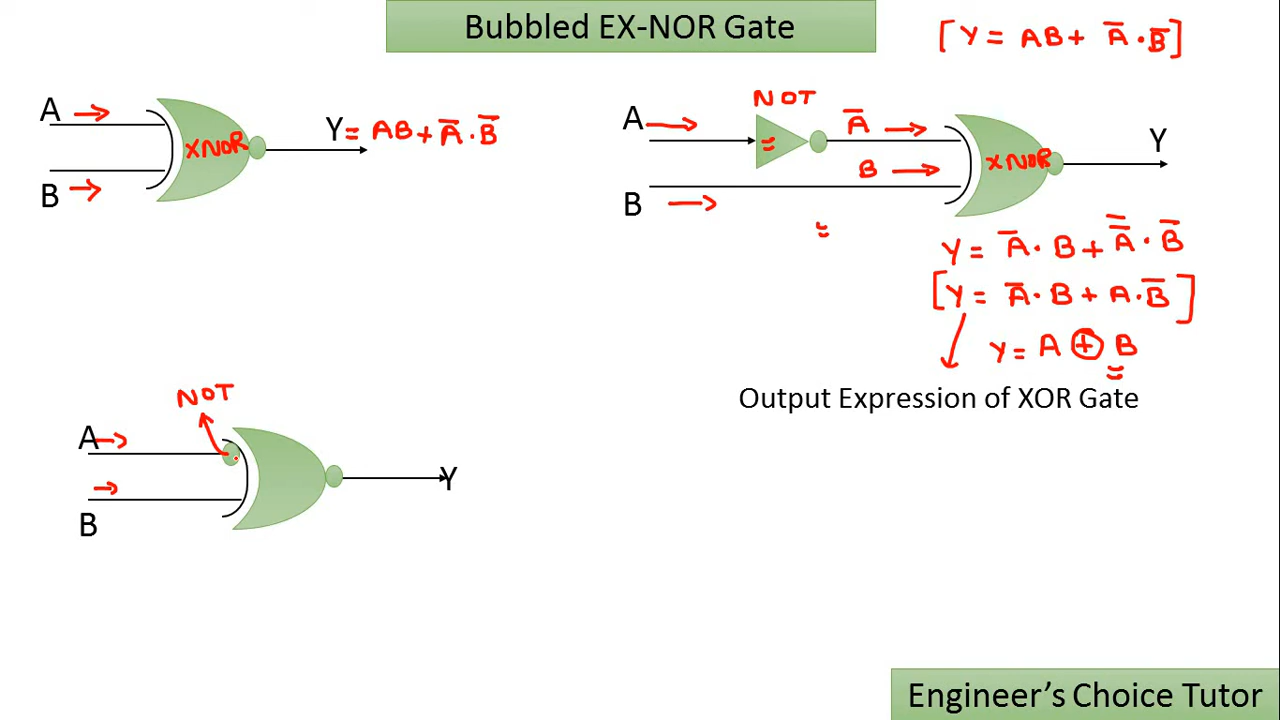 Bubbled EX-NOR Gate
[Y = AB + A̅ · B̅]
A
B
XNOR
Y = AB + A̅ · B̅
NOT
A
B
A̅
B
XNOR
Y
Y = A̅ · B + A̿ · B̅
[Y = A̅ · B + A · B̅]
Y = A ⊕ B
Output Expression of XOR Gate
NOT
A
B
Y
Engineer’s Choice Tutor